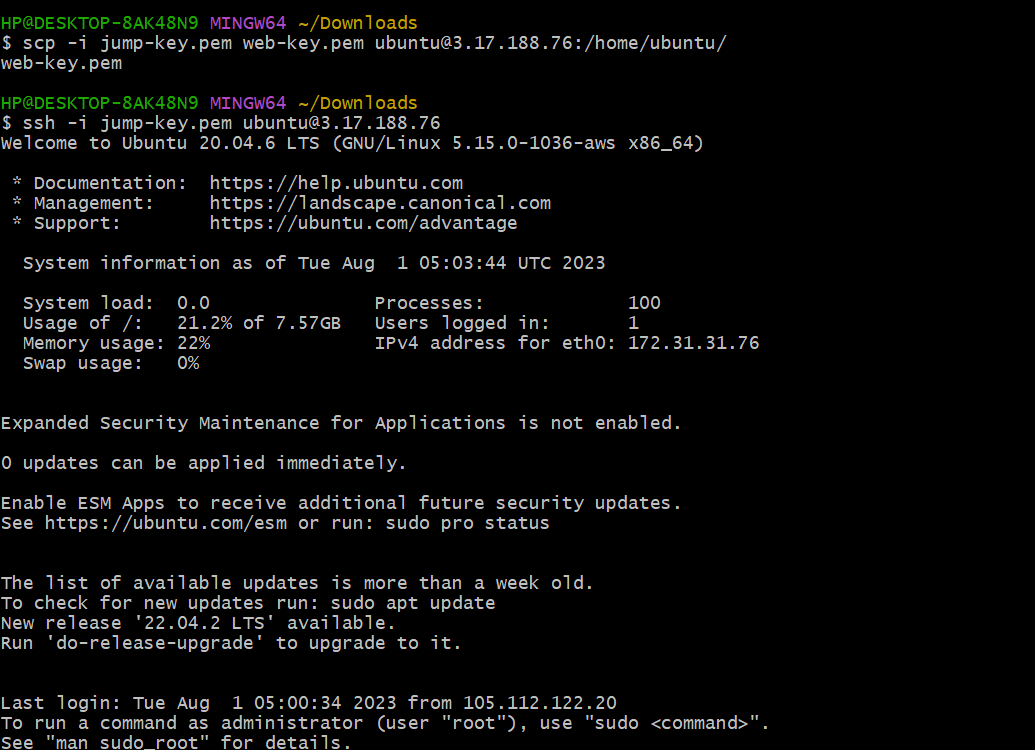 HP@DESKTOP-8AK48N9 MINGW64 ~/Downloads
$ scp -i jump-key.pem web-key.pem ubuntu@3.17.188.76:/home/ubuntu/
web-key.pem
HP@DESKTOP-8AK48N9 MINGW64 ~/Downloads
$ ssh -i jump-key.pem ubuntu@3.17.188.76
Welcome to Ubuntu 20.04.6 LTS (GNU/Linux 5.15.0-1036-aws x86_64)
* Documentation:  https://help.ubuntu.com
* Management:     https://landscape.canonical.com
* Support:        https://ubuntu.com/advantage
System information as of Tue Aug  1 05:03:44 UTC 2023
System load:  0.0               Processes:             100
Usage of /:   21.2% of 7.57GB   Users logged in:       1
Memory usage: 22%               IPv4 address for eth0: 172.31.31.76
Swap usage:   0%
Expanded Security Maintenance for Applications is not enabled.
0 updates can be applied immediately.
Enable ESM Apps to receive additional future security updates.
See https://ubuntu.com/esm or run: sudo pro status
The list of available updates is more than a week old.
To check for new updates run: sudo apt update
New release '22.04.2 LTS' available.
Run 'do-release-upgrade' to upgrade to it.
Last login: Tue Aug  1 05:00:34 2023 from 105.112.122.20
To run a command as administrator (user "root"), use "sudo <command>".
See "man sudo_root" for details.